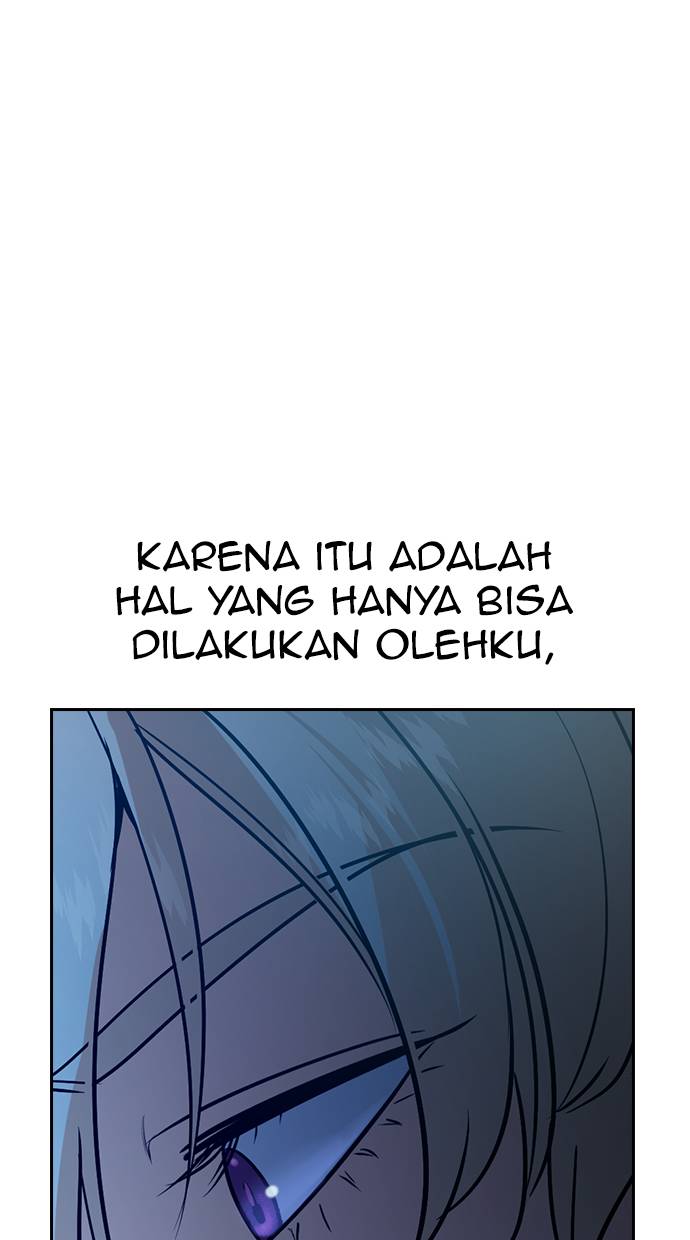 KARENA ITU ADALAH
HAL YANG HANYA BISA
DILAKUKAN OLEHKU,